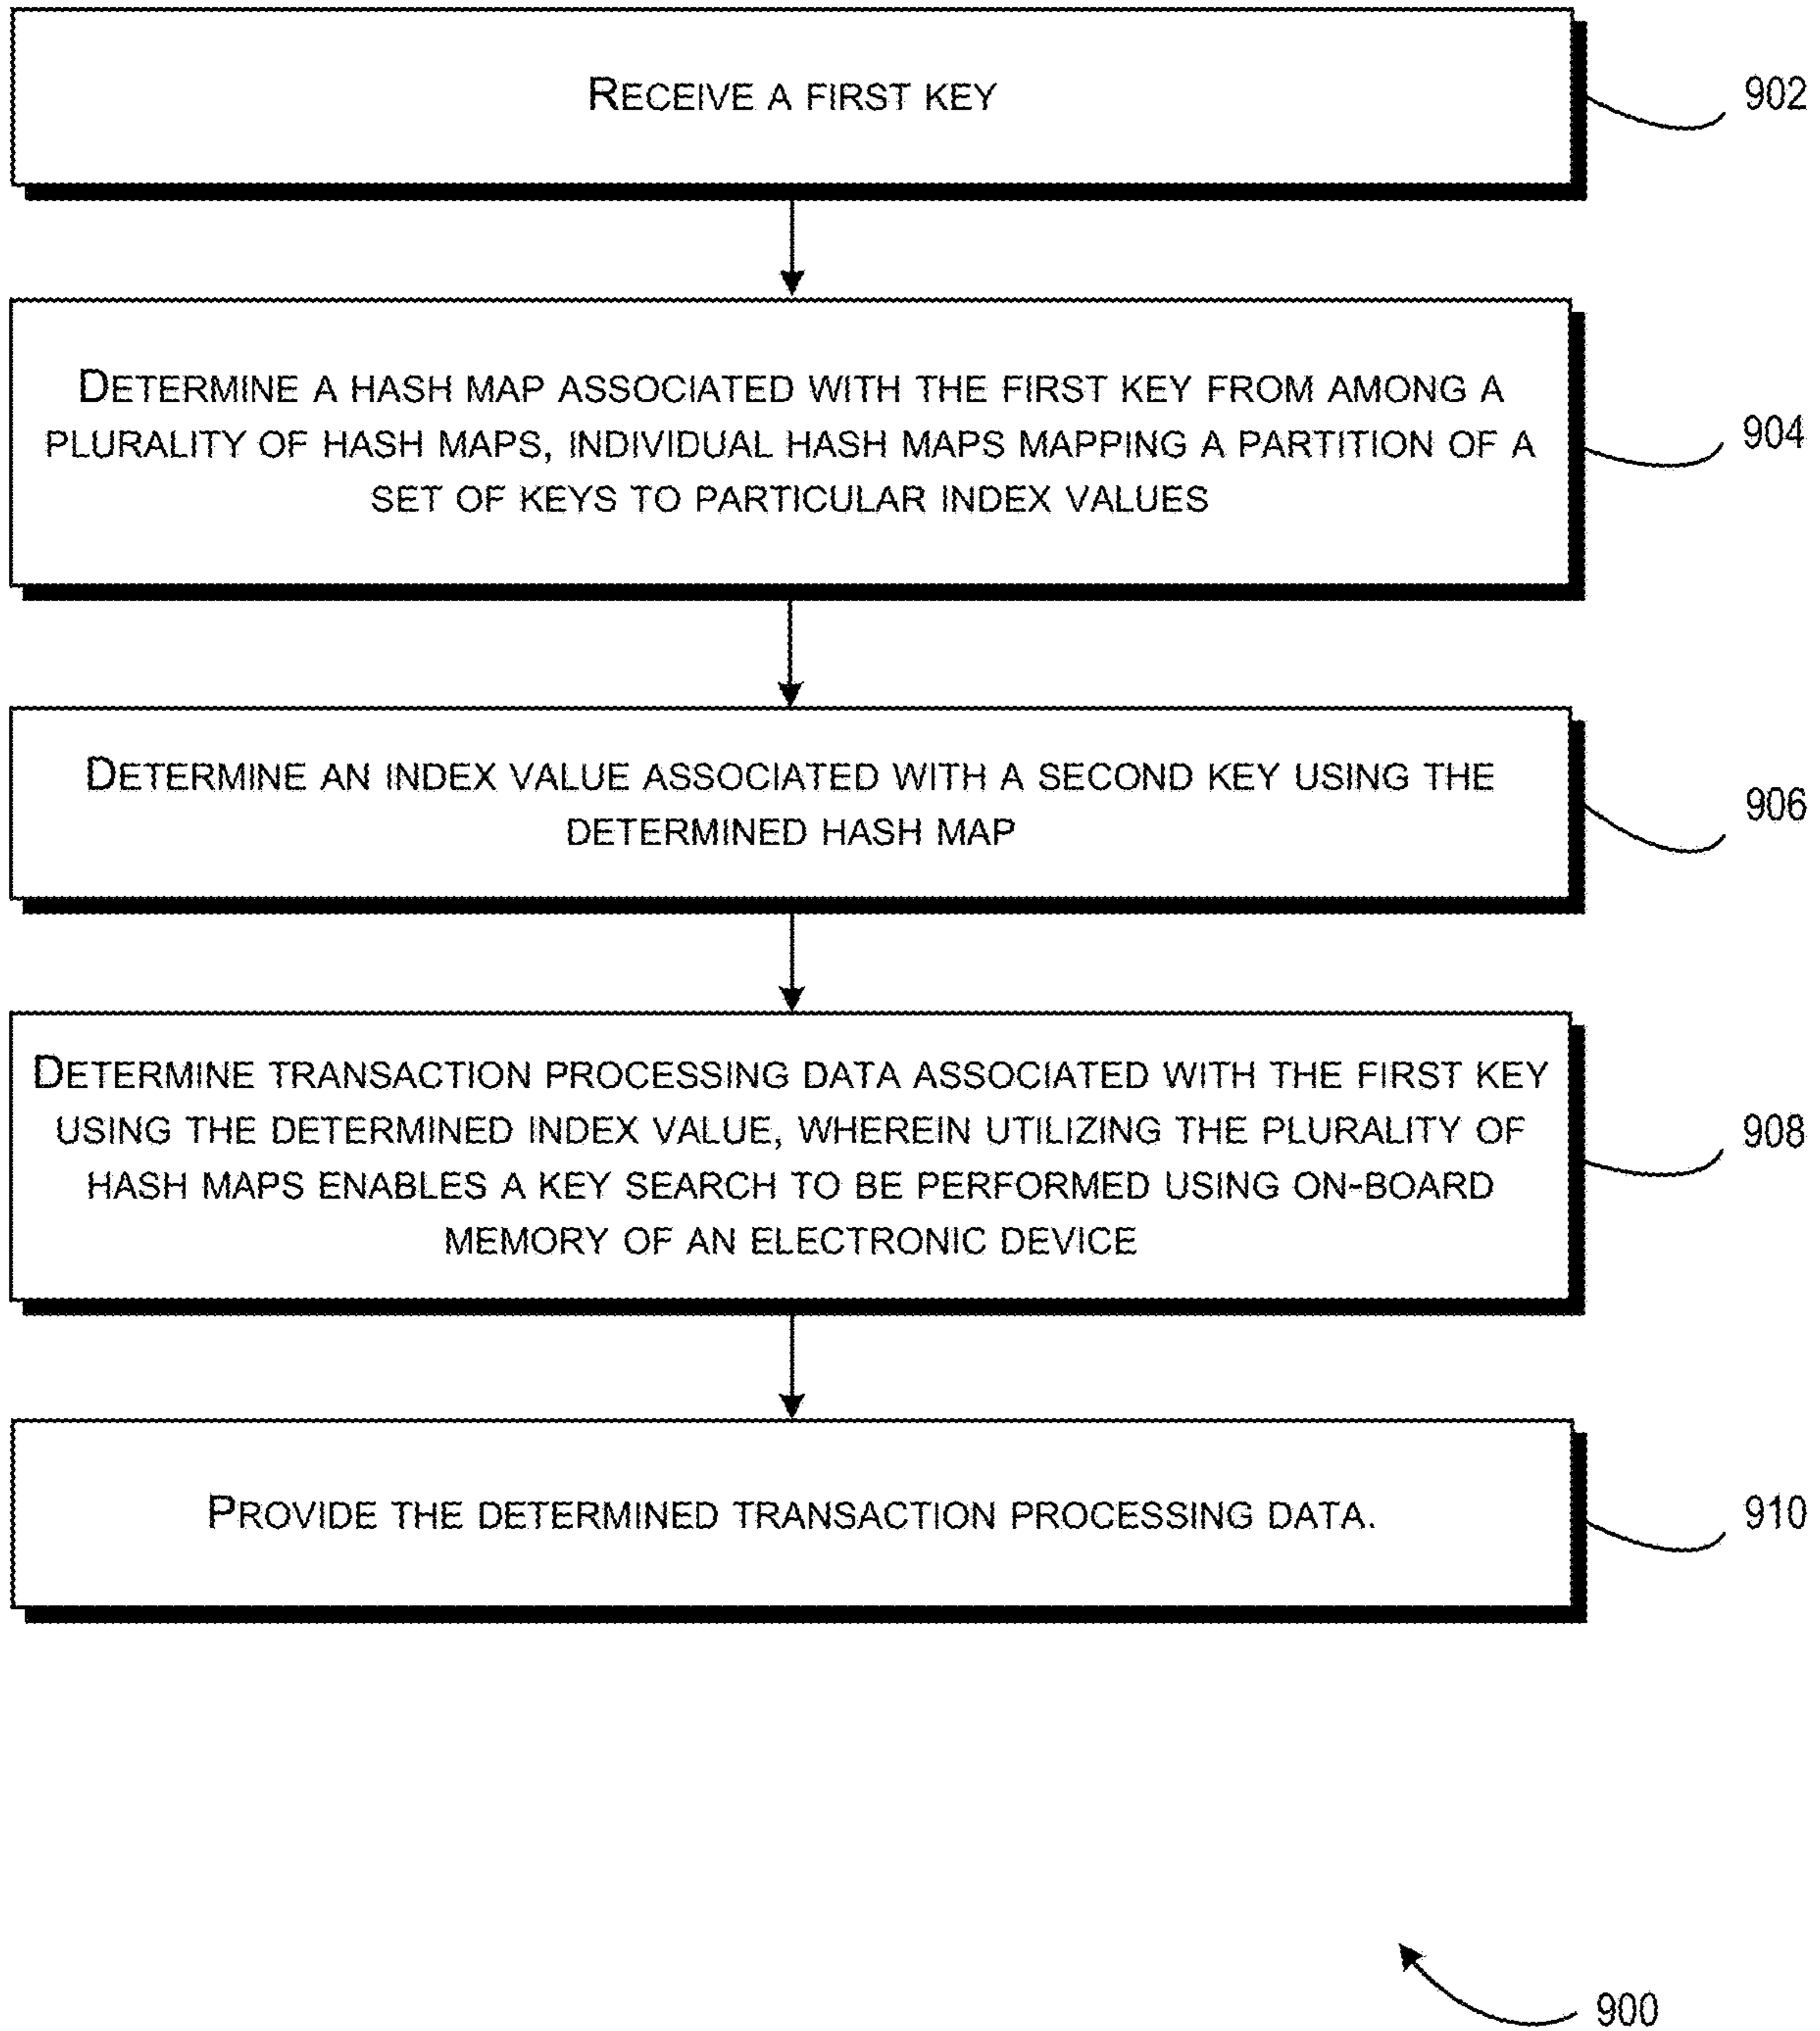 RECEIVE A FIRST KEY
902
DETERMINE A HASH MAP ASSOCIATED WITH THE FIRST KEY FROM AMONG A
PLURALITY OF HASH MAPS, INDIVIDUAL HASH MAPS MAPPING A PARTITION OF A
SET OF KEYS TO PARTICULAR INDEX VALUES
904
DETERMINE AN INDEX VALUE ASSOCIATED WITH A SECOND KEY USING THE
DETERMINED HASH MAP
906
DETERMINE TRANSACTION PROCESSING DATA ASSOCIATED WITH THE FIRST KEY
USING THE DETERMINED INDEX VALUE, WHEREIN UTILIZING THE PLURALITY OF
HASH MAPS ENABLES A KEY SEARCH TO BE PERFORMED USING ON-BOARD
MEMORY OF AN ELECTRONIC DEVICE
908
PROVIDE THE DETERMINED TRANSACTION PROCESSING DATA.
910
900